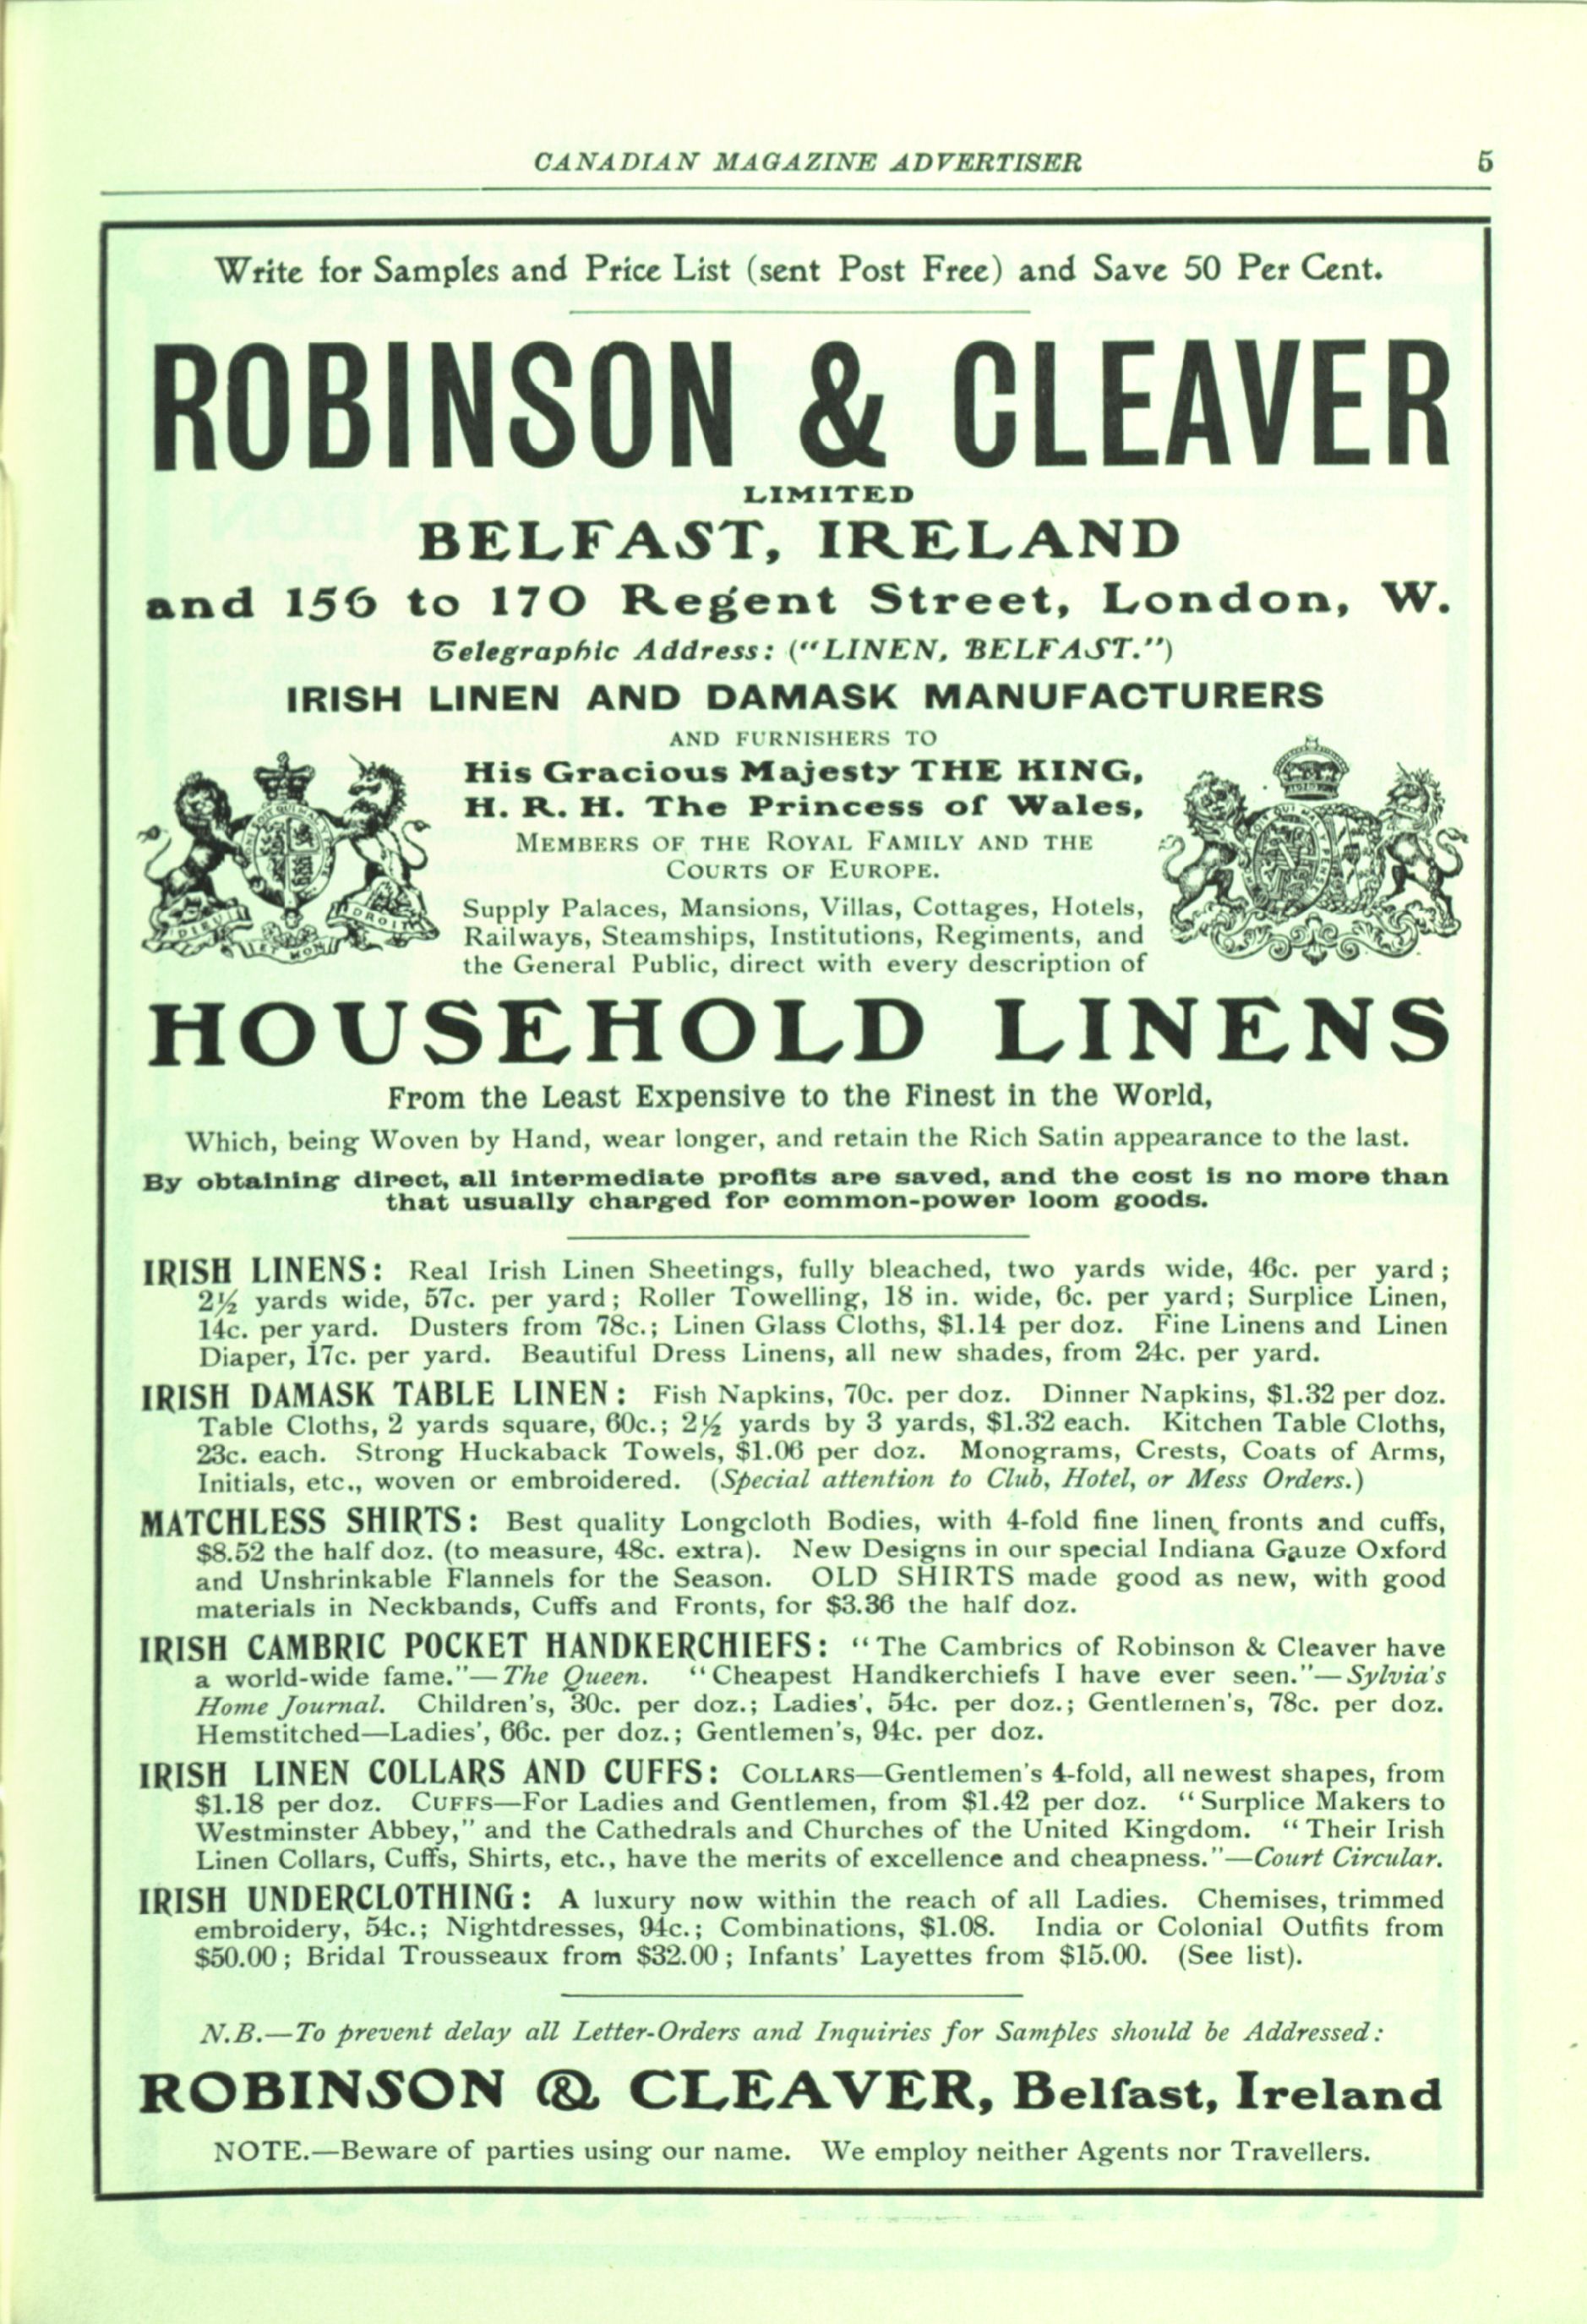 CANADIAN MAGAZINE ADVERTISER 5
Write for Samples and Price List (sent Post Free) and Save 50 Per Cent.
ROBINSON & CLEAVER
LIMITED
BELFAST, IRELAND
and 156 to 170 Regent Street, London, W.
Telegraphic Address: ("LINEN, BELFAST.")
IRISH LINEN AND DAMASK MANUFACTURERS
AND FURNISHERS TO
His Gracious Majesty THE KING,
H. R. H. The Princess of Wales,
MEMBERS OF THE ROYAL FAMILY AND THE
COURTS OF EUROPE.
Supply Palaces, Mansions, Villas, Cottages, Hotels,
Railways, Steamships, Institutions, Regiments, and
the General Public, direct with every description of
HOUSEHOLD LINENS
From the Least Expensive to the Finest in the World,
Which, being Woven by Hand, wear longer, and retain the Rich Satin appearance to the last.
By obtaining direct, all intermediate profits are saved, and the cost is no more than
that usually charged for common-power loom goods.
IRISH LINENS: Real Irish Linen Sheetings, fully bleached, two yards wide, 46c. per yard;
2½ yards wide, 57c. per yard; Roller Towelling, 18 in. wide, 6c. per yard; Surplice Linen,
14c. per yard. Dusters from 78c.; Linen Glass Cloths, $1.14 per doz. Fine Linens and Linen
Diaper, 17c. per yard. Beautiful Dress Linens, all new shades, from 24c. per yard.
IRISH DAMASK TABLE LINEN: Fish Napkins, 70c. per doz. Dinner Napkins, $1.32 per doz.
Table Cloths, 2 yards square, 60c.; 2½ yards by 3 yards, $1.32 each. Kitchen Table Cloths,
23c. each. Strong Huckaback Towels, $1.06 per doz. Monograms, Crests, Coats of Arms,
Initials, etc., woven or embroidered. (Special attention to Club, Hotel, or Mess Orders.)
MATCHLESS SHIRTS: Best quality Longcloth Bodies, with 4-fold fine linen fronts and cuffs,
$8.52 the half doz. (to measure, 48c. extra). New Designs in our special Indiana Gauze Oxford
and Unshrinkable Flannels for the Season. OLD SHIRTS made good as new, with good
materials in Neckbands, Cuffs and Fronts, for $3.36 the half doz.
IRISH CAMBRIC POCKET HANDKERCHIEFS: "The Cambrics of Robinson & Cleaver have
a world-wide fame."—The Queen. "Cheapest Handkerchiefs I have ever seen."—Sylvia's
Home Journal. Children's, 30c. per doz.; Ladies', 54c. per doz.; Gentlemen's, 78c. per doz.
Hemstitched—Ladies', 66c. per doz.; Gentlemen's, 94c. per doz.
IRISH LINEN COLLARS AND CUFFS: COLLARS—Gentlemen's 4-fold, all newest shapes, from
$1.18 per doz. CUFFS—For Ladies and Gentlemen, from $1.42 per doz. "Surplice Makers to
Westminster Abbey," and the Cathedrals and Churches of the United Kingdom. "Their Irish
Linen Collars, Cuffs, Shirts, etc., have the merits of excellence and cheapness."—Court Circular.
IRISH UNDERCLOTHING: A luxury now within the reach of all Ladies. Chemises, trimmed
embroidery, 54c.; Nightdresses, 94c.; Combinations, $1.08. India or Colonial Outfits from
$50.00; Bridal Trousseaux from $32.00; Infants' Layettes from $15.00. (See list).
N.B.—To prevent delay all Letter-Orders and Inquiries for Samples should be Addressed:
ROBINSON & CLEAVER, Belfast, Ireland
NOTE.—Beware of parties using our name. We employ neither Agents nor Travellers.